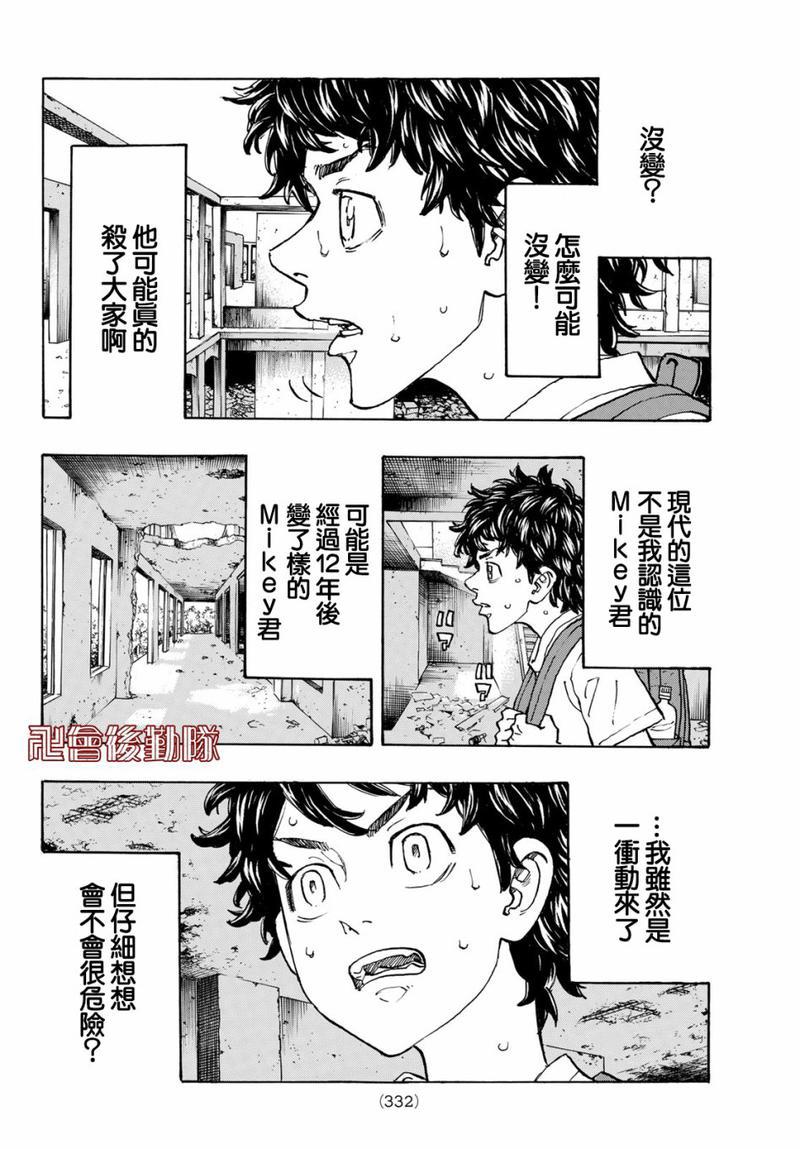 沒變？
怎麼可能
沒變！
他可能真的
殺了大家啊
現代的這位
不是我認識的
Mikey君
可能是
經過12年後
變了樣的
Mikey君
ハア
ハア
卍會後勤隊
…我雖然是
一衝動來了
但仔細想想
會不會很危險？
(332)